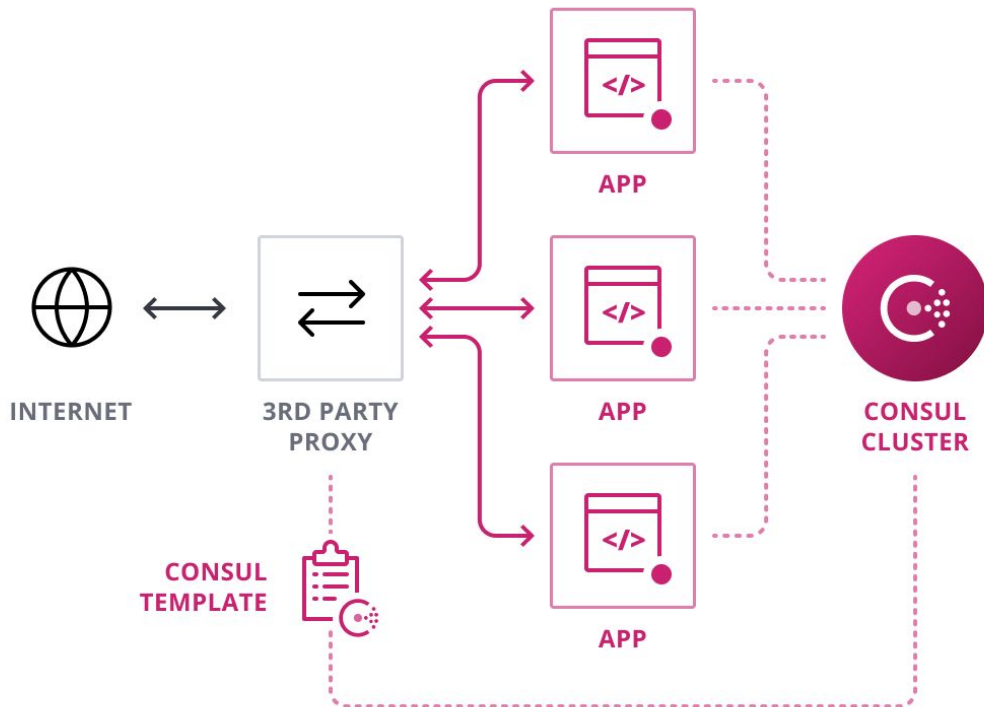 </>
APP
</>
APP
</>
APP
INTERNET
3RD PARTY
PROXY
CONSUL
CLUSTER
CONSUL
TEMPLATE